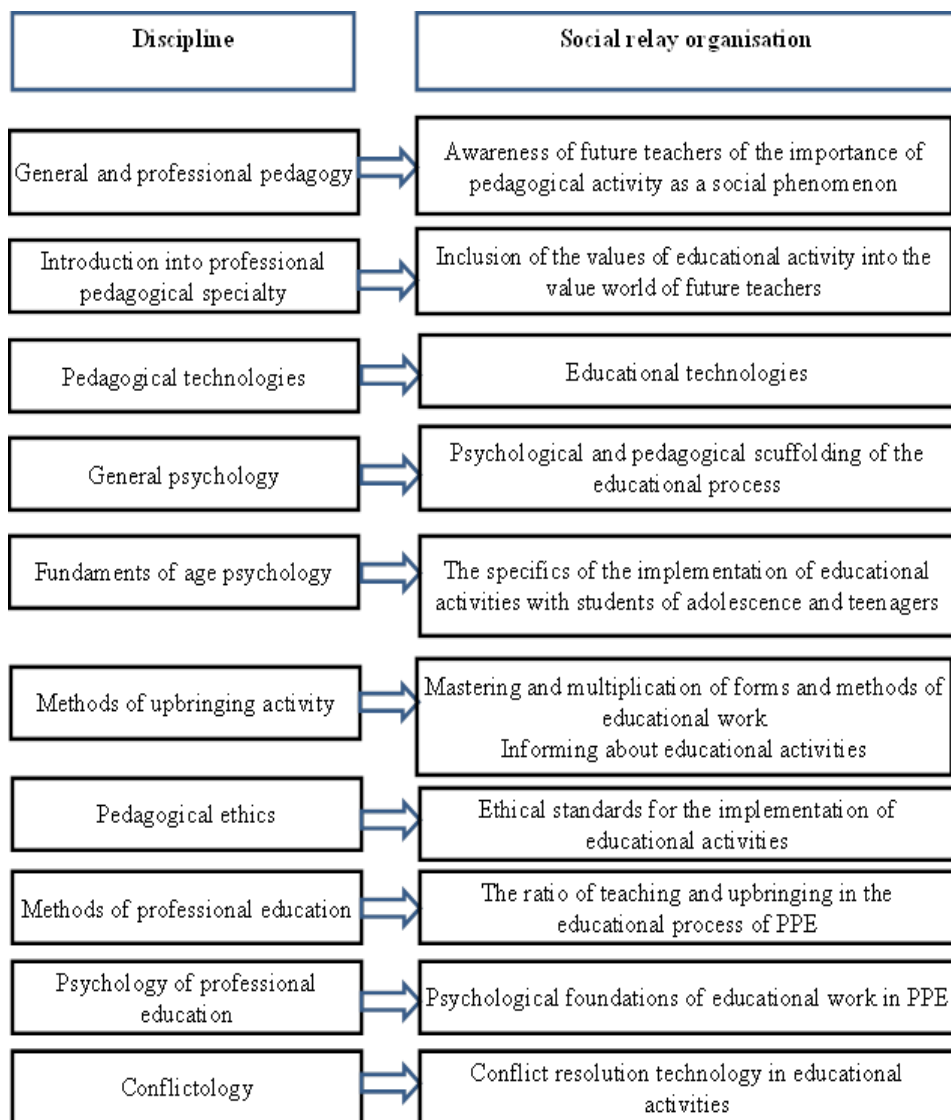 Discipline
Social relay organisation
General and professional pedagogy
Awareness of future teachers of the importance of
pedagogical activity as a social phenomenon
Introduction into professional
pedagogical specialty
Inclusion of the values of educational activity into the
value world of future teachers
Pedagogical technologies
Educational technologies
General psychology
Psychological and pedagogical scuffolding of the
educational process
Fundaments of age psychology
The specifics of the implementation of educational
activities with students of adolescence and teenagers
Methods of upbringing activity
Mastering and multiplication of forms and methods of
educational work
Informing about educational activities
Pedagogical ethics
Ethical standards for the implementation of
educational activities
Methods of professional education
The ratio of teaching and upbringing in the
educational process of PPE
Psychology of professional
education
Psychological foundations of educational work in PPE
Conflictology
Conflict resolution technology in educational
activities